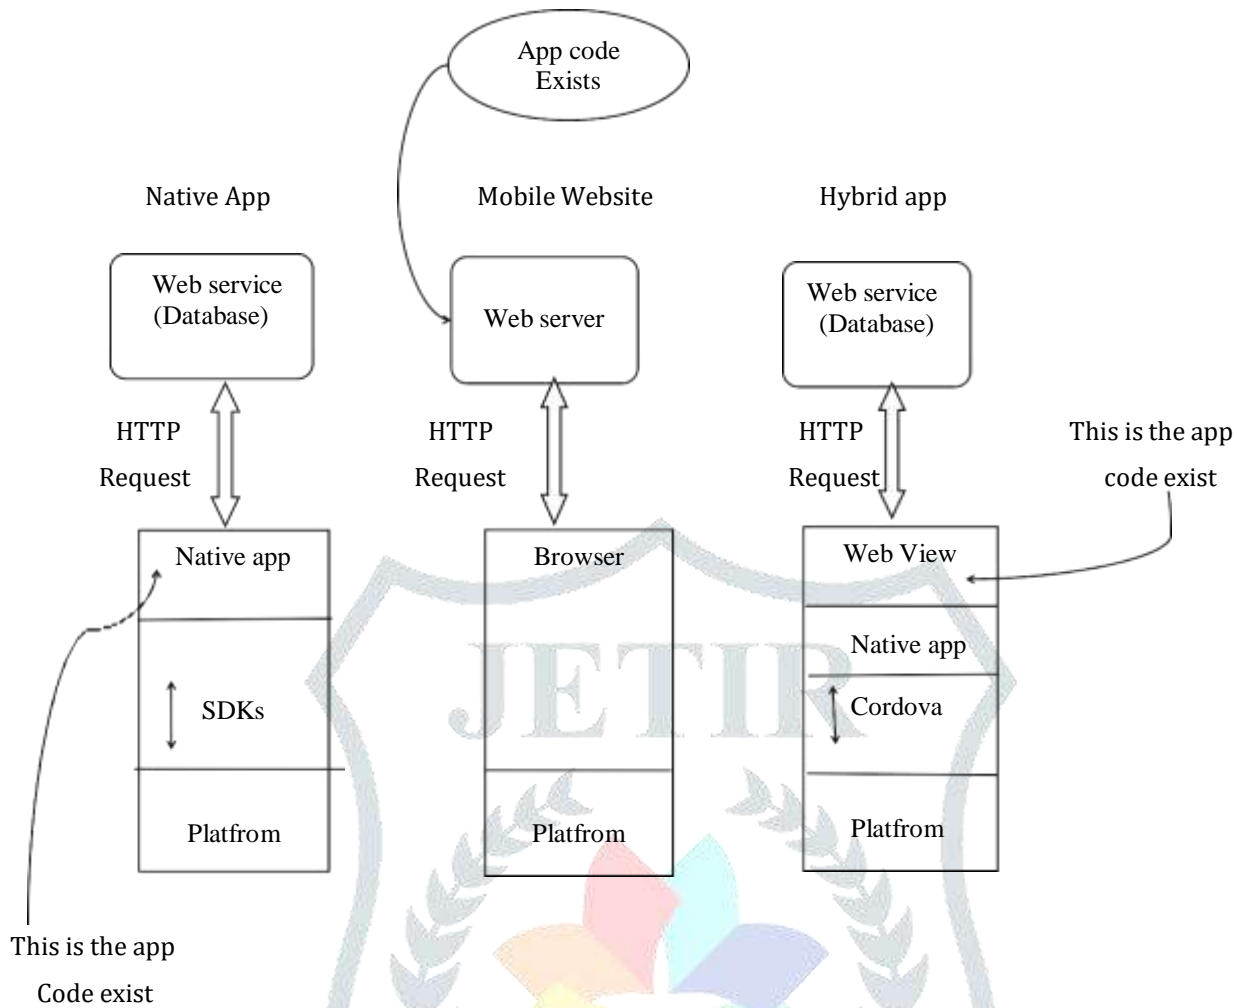 App code
Exists
Native App
Mobile Website
Hybrid app
Web service
(Database)
Web server
Web service
(Database)
HTTP
Request
HTTP
Request
HTTP
Request
This is the app
code exist
Native app
SDKs
Platfrom
Browser
Platfrom
Web View
Native app
Cordova
Platfrom
JETIR
This is the app
Code exist